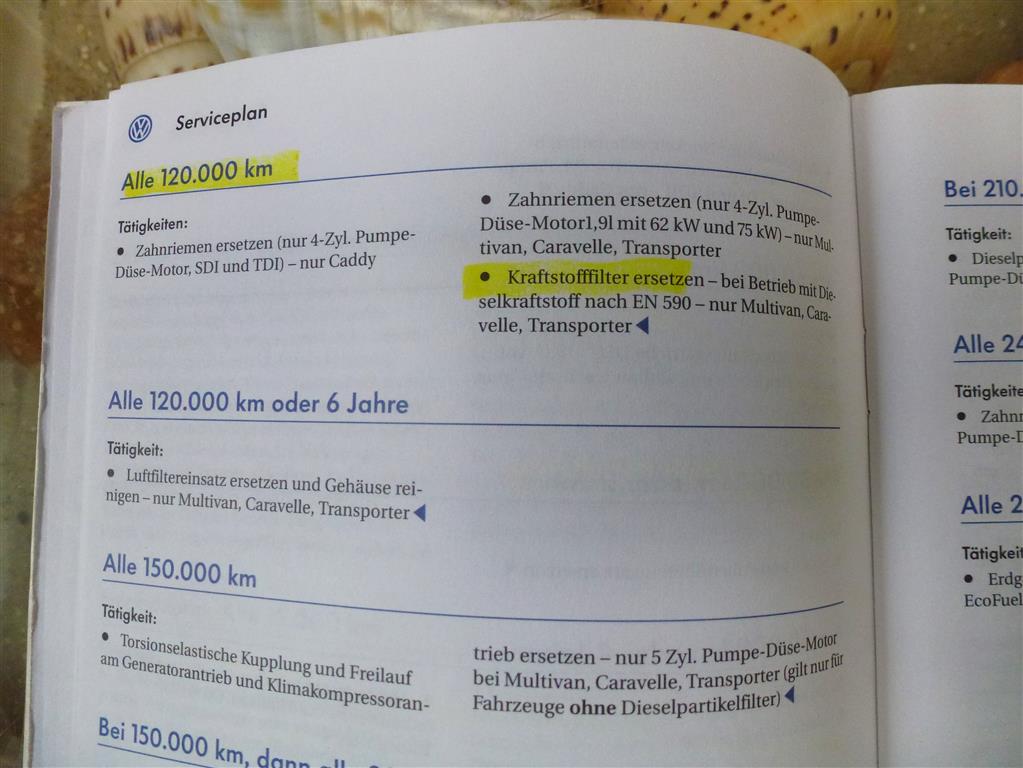 Serviceplan
Alle 120.000 km
Tätigkeiten:
• Zahnriemen ersetzen (nur 4-Zyl. Pumpe-
Düse-Motor, SDI und TDI) – nur Caddy
• Zahnriemen ersetzen (nur 4-Zyl. Pumpe-
Düse-Motor1,9l mit 62 kW und 75 kW) – nur Mul-
tivan, Caravelle, Transporter
• Kraftstofffilter ersetzen – bei Betrieb mit Die-
selkraftstoff nach EN 590 – nur Multivan, Cara-
velle, Transporter
Alle 120.000 km oder 6 Jahre
Tätigkeit:
• Luftfiltereinsatz ersetzen und Gehäuse rei-
nigen – nur Multivan, Caravelle, Transporter
Alle 150.000 km
Tätigkeit:
• Torsionselastische Kupplung und Freilauf
am Generatorantrieb und Klimakompressoran-
trieb ersetzen – nur 5 Zyl. Pumpe-Düse-Motor
bei Multivan, Caravelle, Transporter (gilt nur für
Fahrzeuge ohne Dieselpartikelfilter)
Bei 150.000 km, dann
Bei 210.
Tätigkeit:
• Dieselp
Pumpe-Dü
Alle 24
Tätigkeite
• Zahnr
Pumpe-D
Alle 2
Tätigkeit
• Erdg
EcoFuel